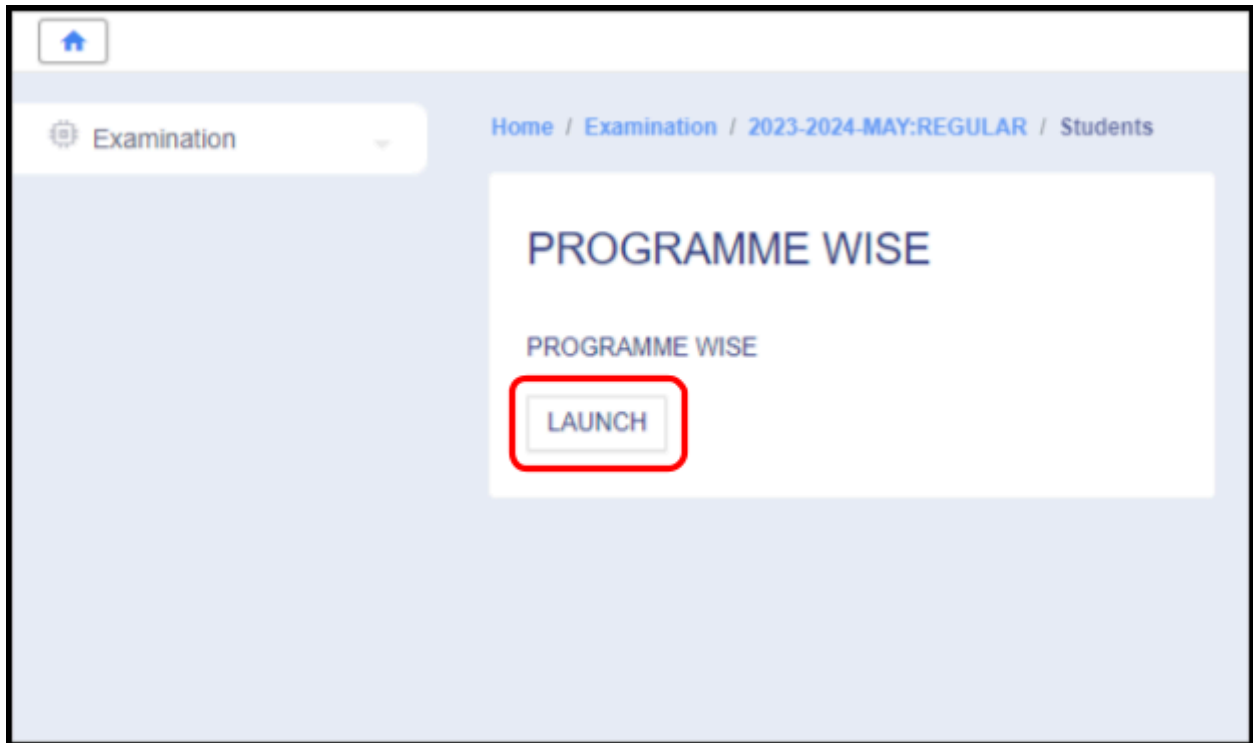 Examination
Home / Examination / 2023-2024-MAY:REGULAR / Students
PROGRAMME WISE
PROGRAMME WISE
LAUNCH